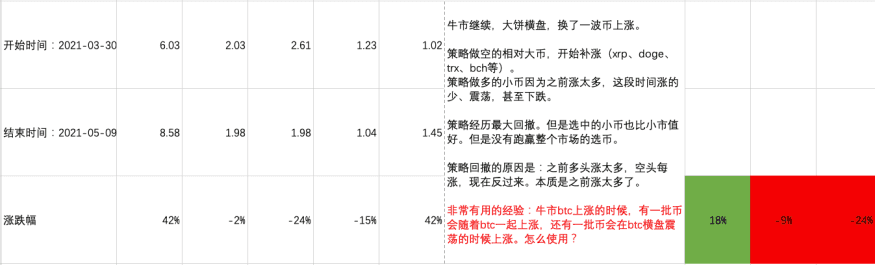 牛市继续，大饼横盘，换了一波币上涨。
开始时间：2021-03-30 6.03 2.03 2.61 1.23 1.02
策略做空的相对大币，开始补涨（xrp、doge、
trx、bch等）。
策略做多的小币因为之前涨太多，这段时间涨的
少、震荡，甚至下跌。
策略经历最大回撤。但是选中的小币也比小市值
结束时间：2021-05-09 8.58 1.98 1.98 1.04 1.45
好。但是没有跑赢整个市场的选币。
策略回撤的原因是：之前多头涨太多，空头每
涨，现在反过来。本质是之前涨太多了。
涨跌幅 42% -2% -24% -15% 42%
非常有用的经验：牛市btc上涨的时候，有一批币
会随着btc一起上涨，还有一批币会在btc横盘震
荡的时候上涨。怎么使用？
18% -9% -24%